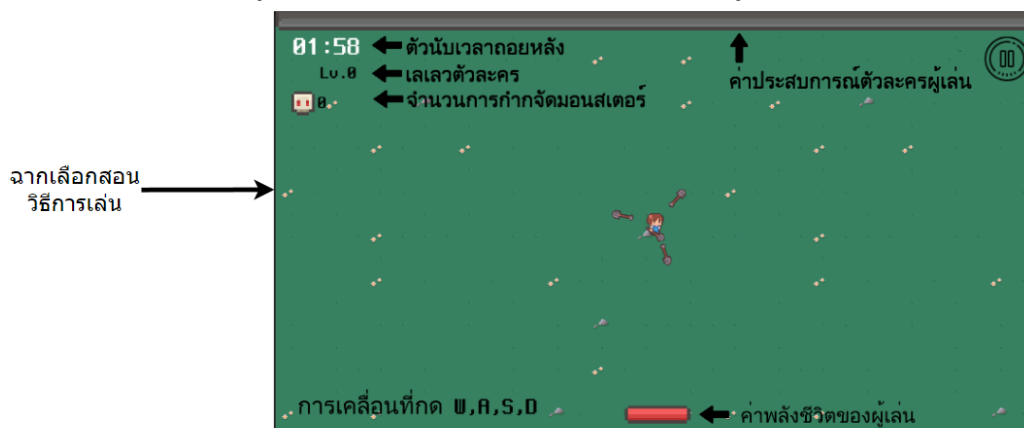 01:58 ตัวนับเวลาถอยหลัง
Lv.0 เลเลวตัวละคร
0 จำนวนการกำกจัดมอนสเตอร์
ค่าประสบการณ์ตัวละครผู้เล่น
ฉากเลือกสอน
วิธีการเล่น
การเคลื่อนที่กด W,A,S,D
ค่าพลังชีวิตของผู้เล่น